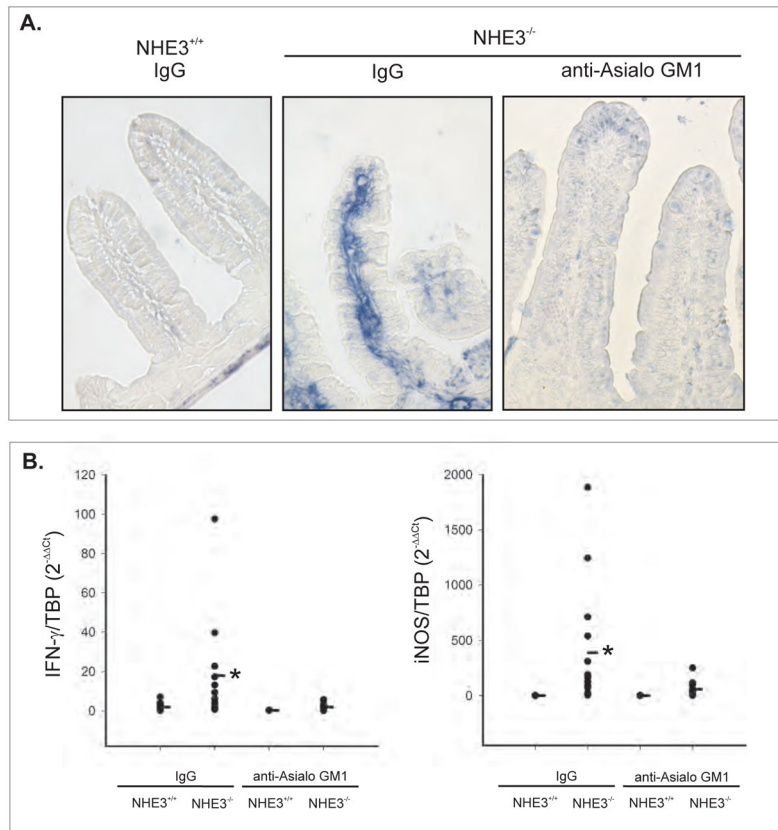 A.
NHE3⁺/⁺
IgG
NHE3⁻/⁻
IgG
anti-Asialo GM1
B.
IFN-γ/TBP (2⁻ΔΔCt)
120
100
80
60
40
20
0
*
IgG
anti-Asialo GM1
NHE3⁺/⁺
NHE3⁻/⁻
NHE3⁺/⁺
NHE3⁻/⁻
iNOS/TBP (2⁻ΔΔCt)
2000
1500
1000
500
0
*
IgG
anti-Asialo GM1
NHE3⁺/⁺
NHE3⁻/⁻
NHE3⁺/⁺
NHE3⁻/⁻